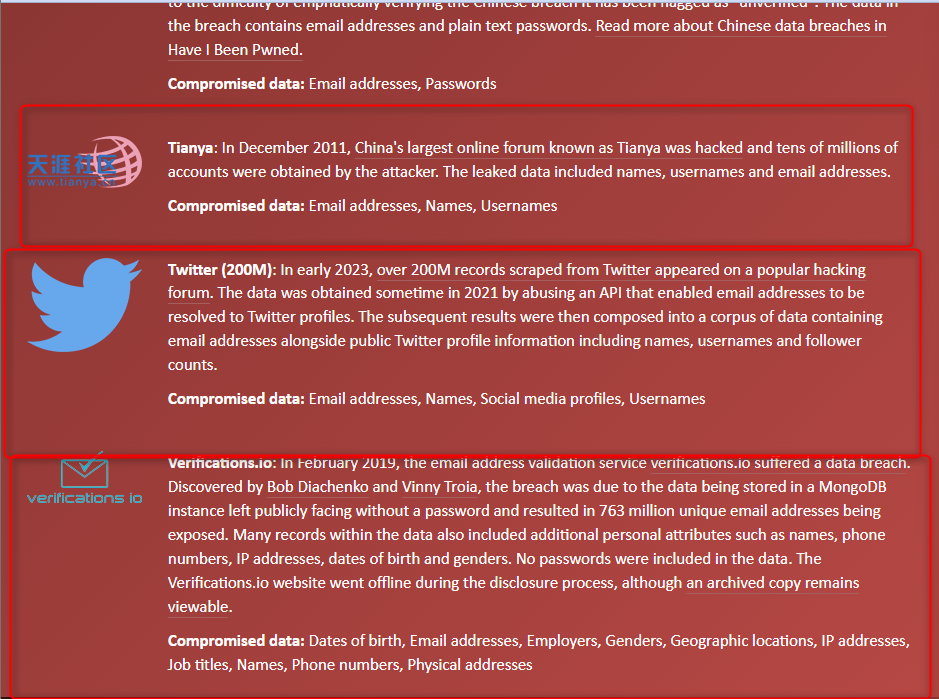 to the difficulty of emphatically verifying the Chinese breach it has been flagged as "unverified". The data in
the breach contains email addresses and plain text passwords. Read more about Chinese data breaches in
Have I Been Pwned.
Compromised data: Email addresses, Passwords
天涯社区
www.tianya.cn
Tianya: In December 2011, China's largest online forum known as Tianya was hacked and tens of millions of
accounts were obtained by the attacker. The leaked data included names, usernames and email addresses.
Compromised data: Email addresses, Names, Usernames
Twitter (200M): In early 2023, over 200M records scraped from Twitter appeared on a popular hacking
forum. The data was obtained sometime in 2021 by abusing an API that enabled email addresses to be
resolved to Twitter profiles. The subsequent results were then composed into a corpus of data containing
email addresses alongside public Twitter profile information including names, usernames and follower
counts.
Compromised data: Email addresses, Names, Social media profiles, Usernames
verifications io
Verifications.io: In February 2019, the email address validation service verifications.io suffered a data breach.
Discovered by Bob Diachenko and Vinny Troia, the breach was due to the data being stored in a MongoDB
instance left publicly facing without a password and resulted in 763 million unique email addresses being
exposed. Many records within the data also included additional personal attributes such as names, phone
numbers, IP addresses, dates of birth and genders. No passwords were included in the data. The
Verifications.io website went offline during the disclosure process, although an archived copy remains
viewable.
Compromised data: Dates of birth, Email addresses, Employers, Genders, Geographic locations, IP addresses,
Job titles, Names, Phone numbers, Physical addresses